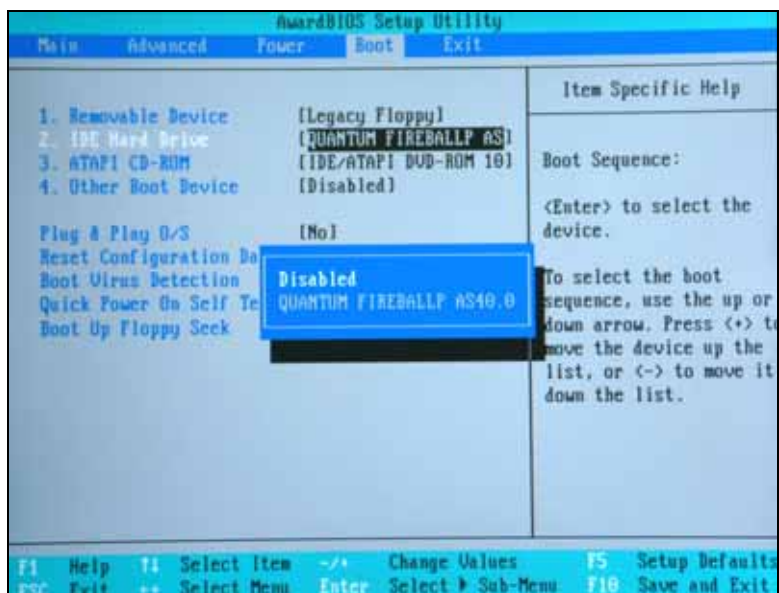 AwardBIOS Setup Utility
Main Advanced Power Boot Exit
1. Removable Device [Legacy Floppy]
2. IDE Hard Drive [QUANTUM FIREBALLP AS]
3. ATAPI CD-ROM [IDE/ATAPI DVD-ROM 10]
4. Other Boot Device [Disabled]
Plug & Play O/S [No]
Reset Configuration Da
Boot Virus Detection
Quick Power On Self Te
Boot Up Floppy Seek
Disabled
QUANTUM FIREBALLP AS40.0
Item Specific Help
Boot Sequence:
<Enter> to select the
device.
To select the boot
sequence, use the up or
down arrow. Press <+> to
move the device up the
list, or <-> to move it
down the list.
F1 Help ↑↓ Select Item -/+ Change Values F5 Setup Defaults
ESC Exit ↔ Select Menu Enter Select ▶ Sub-Menu F10 Save and Exit